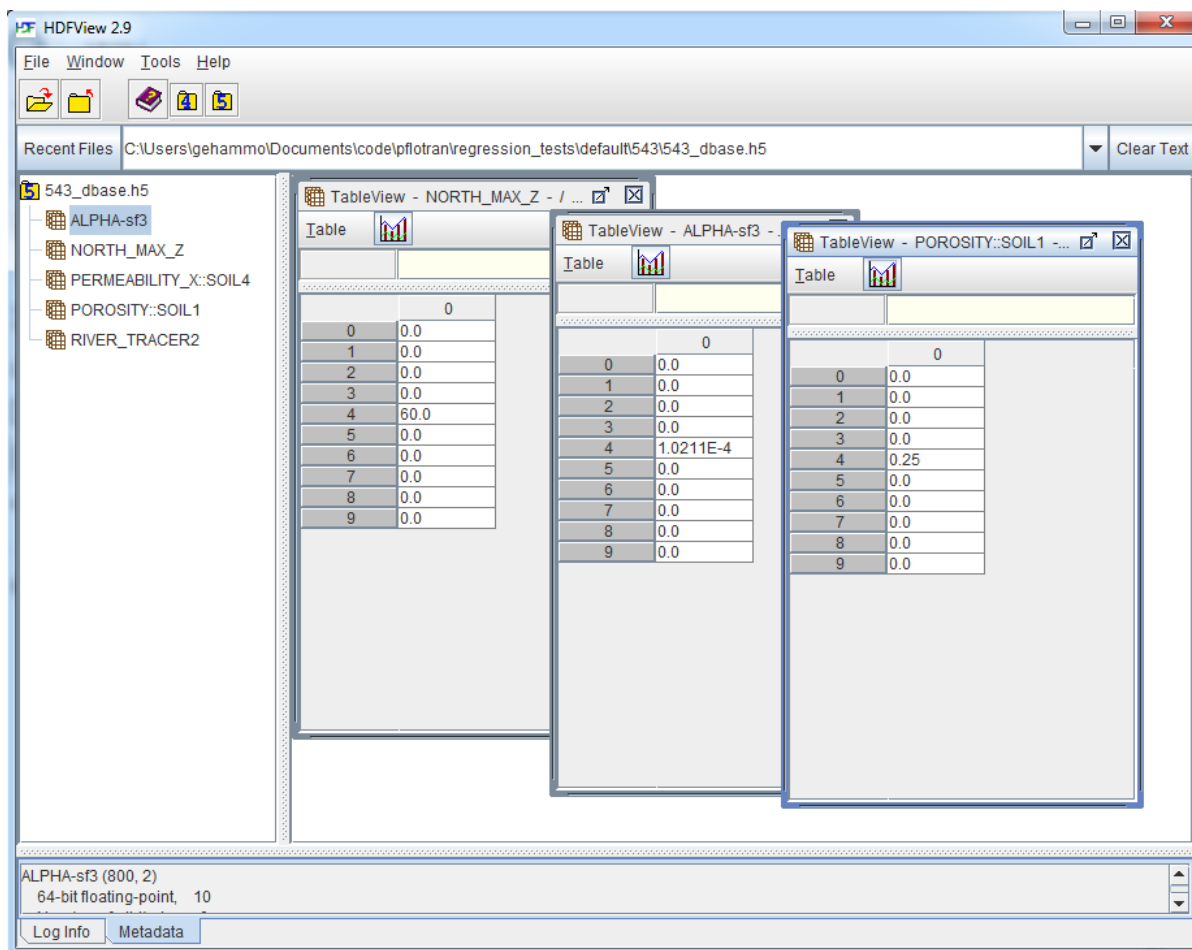 HDFView 2.9
File Window Tools Help
4 5
Recent Files C:\Users\gehammo\Documents\code\pflotran\regression_tests\default\543\543_dbase.h5 Clear Text
5 543_dbase.h5
ALPHA-sf3
NORTH_MAX_Z
PERMEABILITY_X::SOIL4
POROSITY::SOIL1
RIVER_TRACER2
TableView - NORTH_MAX_Z - / ...
Table
0
0 0.0
1 0.0
2 0.0
3 0.0
4 60.0
5 0.0
6 0.0
7 0.0
8 0.0
9 0.0
TableView - ALPHA-sf3 - ..
Table
0
0 0.0
1 0.0
2 0.0
3 0.0
4 1.0211E-4
5 0.0
6 0.0
7 0.0
8 0.0
9 0.0
TableView - POROSITY::SOIL1 -...
Table
0
0 0.0
1 0.0
2 0.0
3 0.0
4 0.25
5 0.0
6 0.0
7 0.0
8 0.0
9 0.0
ALPHA-sf3 (800, 2)
64-bit floating-point, 10
Log Info Metadata